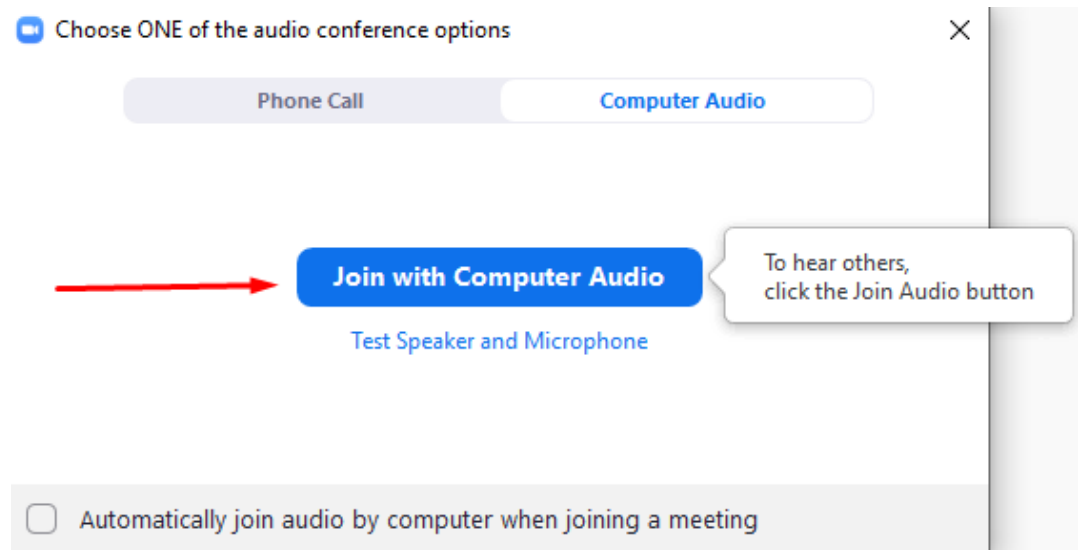 Choose ONE of the audio conference options
Phone Call
Computer Audio
Join with Computer Audio
To hear others,
click the Join Audio button
Test Speaker and Microphone
Automatically join audio by computer when joining a meeting